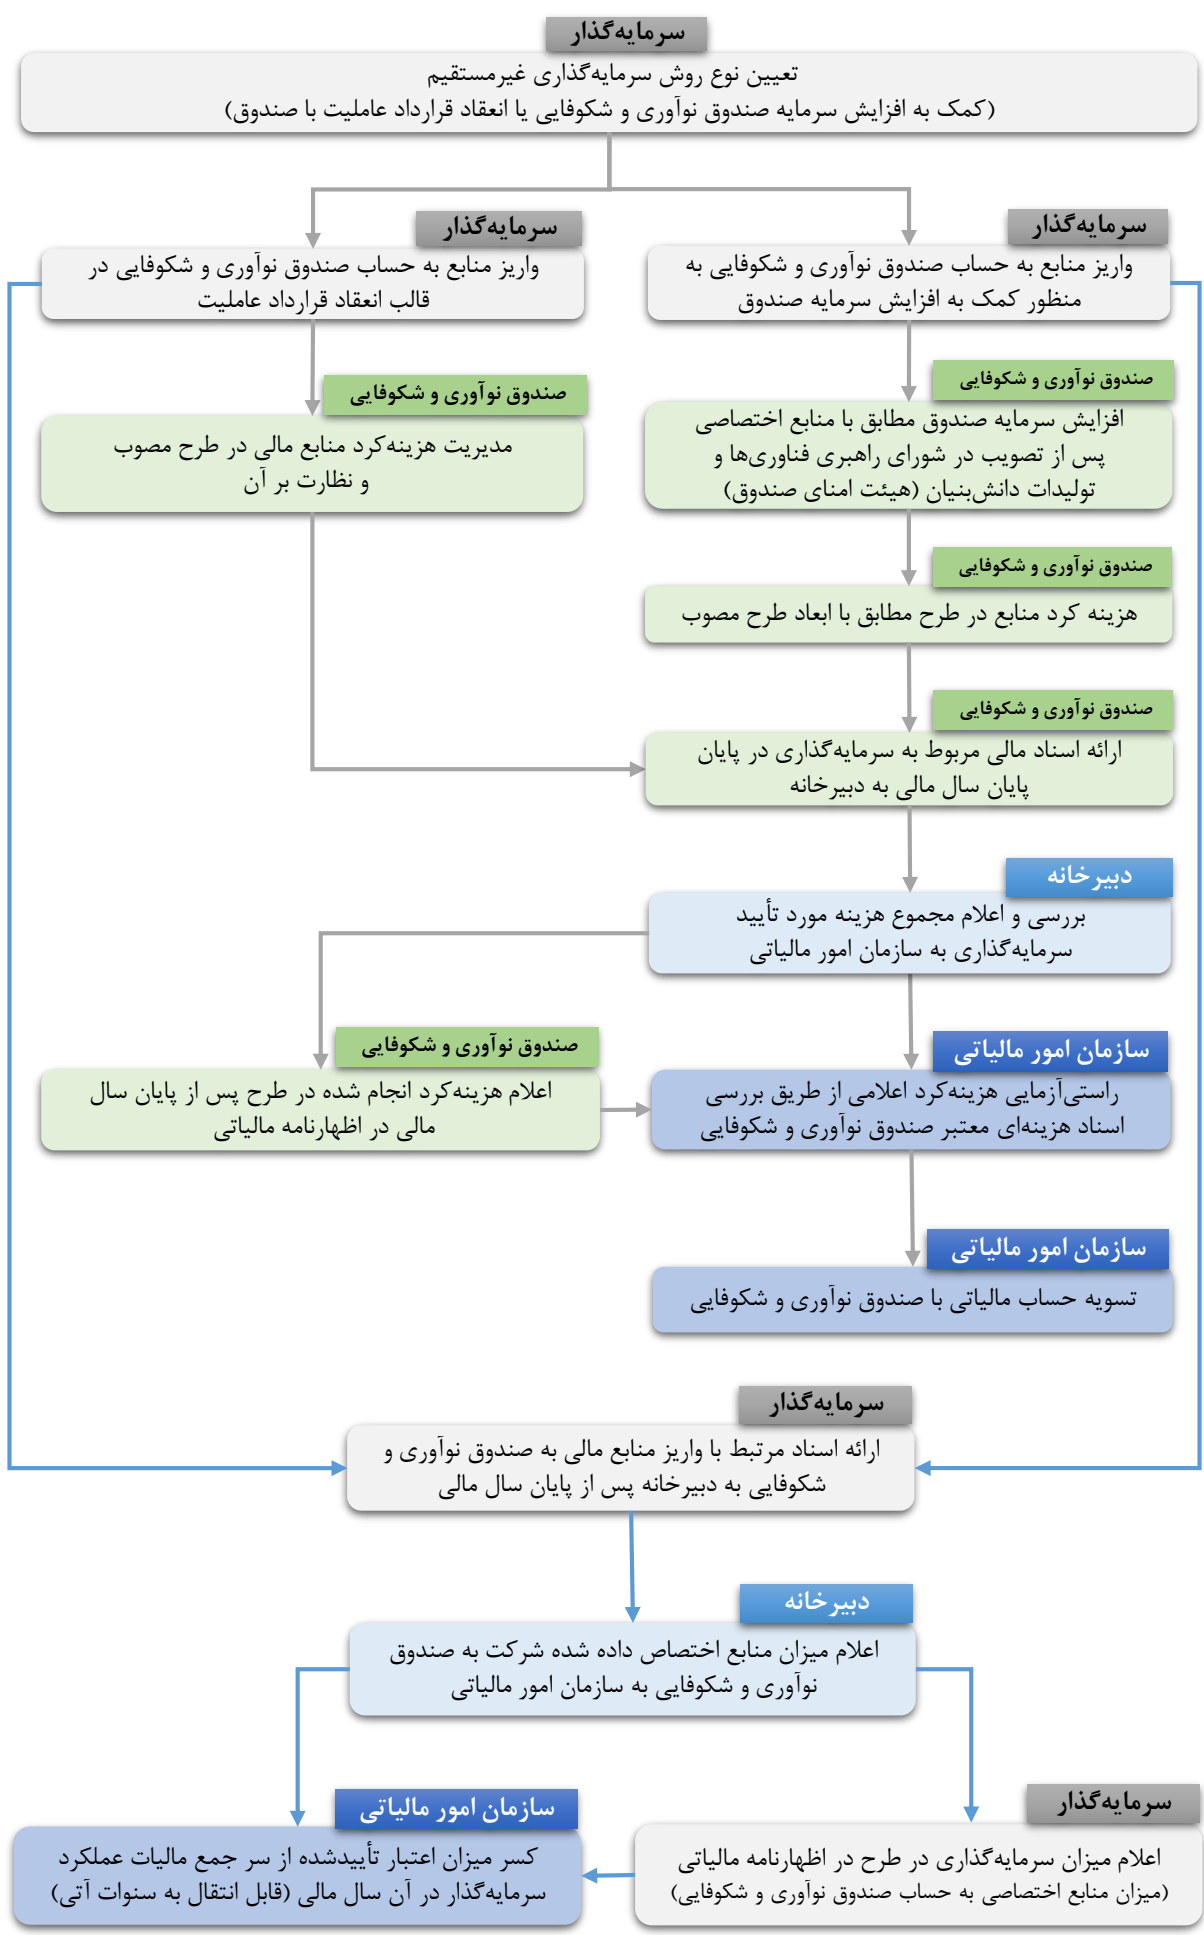 سرمایه‌گذار
تعیین نوع روش سرمایه‌گذاری غیرمستقیم
(کمک به افزایش سرمایه صندوق نوآوری و شکوفایی یا انعقاد قرارداد عاملیت با صندوق)
سرمایه‌گذار
واریز منابع به حساب صندوق نوآوری و شکوفایی به
منظور کمک به افزایش سرمایه صندوق
سرمایه‌گذار
واریز منابع به حساب صندوق نوآوری و شکوفایی در
قالب انعقاد قرارداد عاملیت
صندوق نوآوری و شکوفایی
افزایش سرمایه صندوق مطابق با منابع اختصاصی
پس از تصویب در شورای راهبری فناوری‌ها و
تولیدات دانش‌بنیان (هیئت امنای صندوق)
صندوق نوآوری و شکوفایی
مدیریت هزینه‌کرد منابع مالی در طرح مصوب
و نظارت بر آن
صندوق نوآوری و شکوفایی
هزینه کرد منابع در طرح مطابق با ابعاد طرح مصوب
صندوق نوآوری و شکوفایی
ارائه اسناد مالی مربوط به سرمایه‌گذاری در پایان
پایان سال مالی به دبیرخانه
دبیرخانه
بررسی و اعلام مجموع هزینه مورد تأیید
سرمایه‌گذاری به سازمان امور مالیاتی
سازمان امور مالیاتی
راستی‌آزمایی هزینه‌کرد اعلامی از طریق بررسی
اسناد هزینه‌ای معتبر صندوق نوآوری و شکوفایی
صندوق نوآوری و شکوفایی
اعلام هزینه‌کرد انجام شده در طرح پس از پایان سال
مالی در اظهارنامه مالیاتی
سازمان امور مالیاتی
تسویه حساب مالیاتی با صندوق نوآوری و شکوفایی
سرمایه‌گذار
ارائه اسناد مرتبط با واریز منابع مالی به صندوق نوآوری و
شکوفایی به دبیرخانه پس از پایان سال مالی
دبیرخانه
اعلام میزان منابع اختصاص داده شده شرکت به صندوق
نوآوری و شکوفایی به سازمان امور مالیاتی
سرمایه‌گذار
اعلام میزان سرمایه‌گذاری در طرح در اظهارنامه مالیاتی
(میزان منابع اختصاصی به حساب صندوق نوآوری و شکوفایی)
سازمان امور مالیاتی
کسر میزان اعتبار تأییدشده از سر جمع مالیات عملکرد
سرمایه‌گذار در آن سال مالی (قابل انتقال به سنوات آتی)